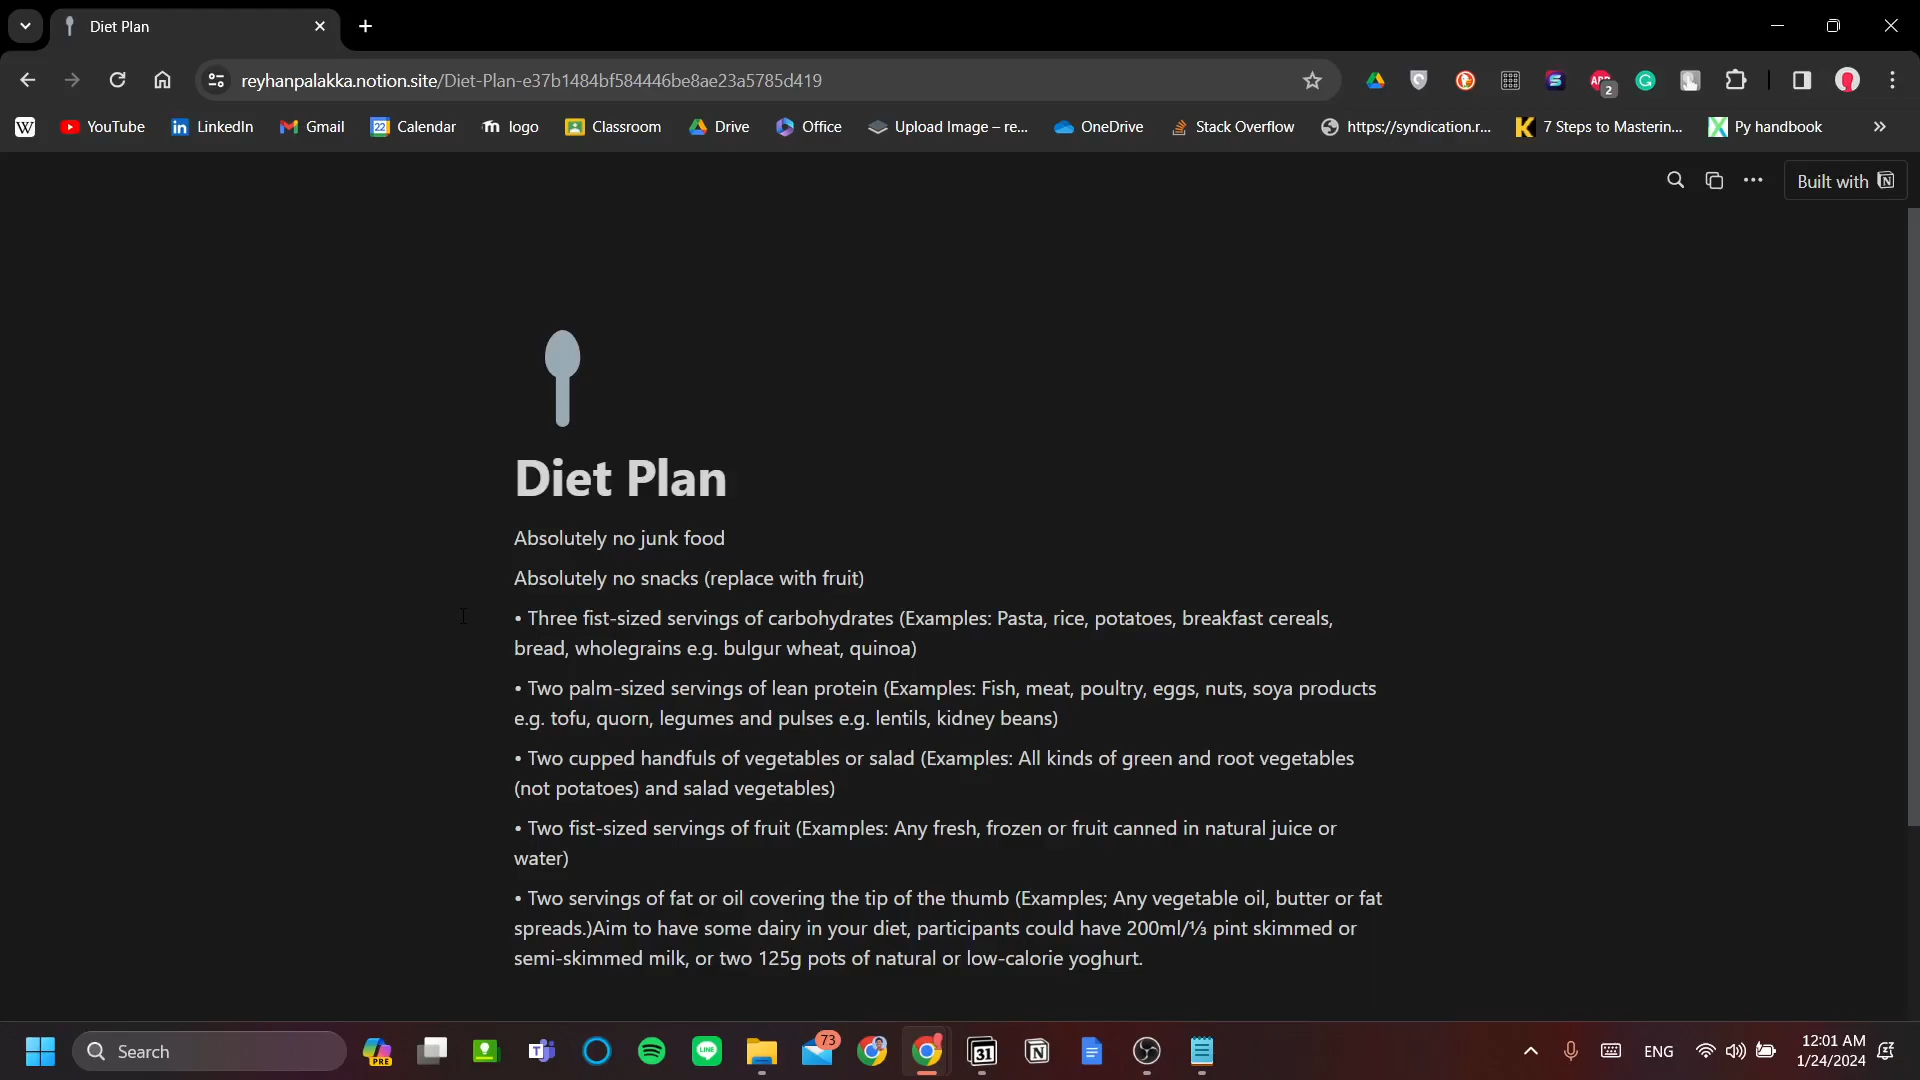 Diet Plan
reyhanpalakka.notion.site/Diet-Plan-e37b1484bf584446be8ae23a5785d419
2
YouTube LinkedIn Gmail 22 Calendar logo Classroom Drive Office Upload Image – re... OneDrive Stack Overflow https://syndication.r... 7 Steps to Masterin... Py handbook
Built with
Diet Plan
Absolutely no junk food
Absolutely no snacks (replace with fruit)
• Three fist-sized servings of carbohydrates (Examples: Pasta, rice, potatoes, breakfast cereals,
bread, wholegrains e.g. bulgur wheat, quinoa)
• Two palm-sized servings of lean protein (Examples: Fish, meat, poultry, eggs, nuts, soya products
e.g. tofu, quorn, legumes and pulses e.g. lentils, kidney beans)
• Two cupped handfuls of vegetables or salad (Examples: All kinds of green and root vegetables
(not potatoes) and salad vegetables)
• Two fist-sized servings of fruit (Examples: Any fresh, frozen or fruit canned in natural juice or
water)
• Two servings of fat or oil covering the tip of the thumb (Examples; Any vegetable oil, butter or fat
spreads.)Aim to have some dairy in your diet, participants could have 200ml/⅓ pint skimmed or
semi-skimmed milk, or two 125g pots of natural or low-calorie yoghurt.
Search PRE LINE 73 31 ENG 12:01 AM
1/24/2024